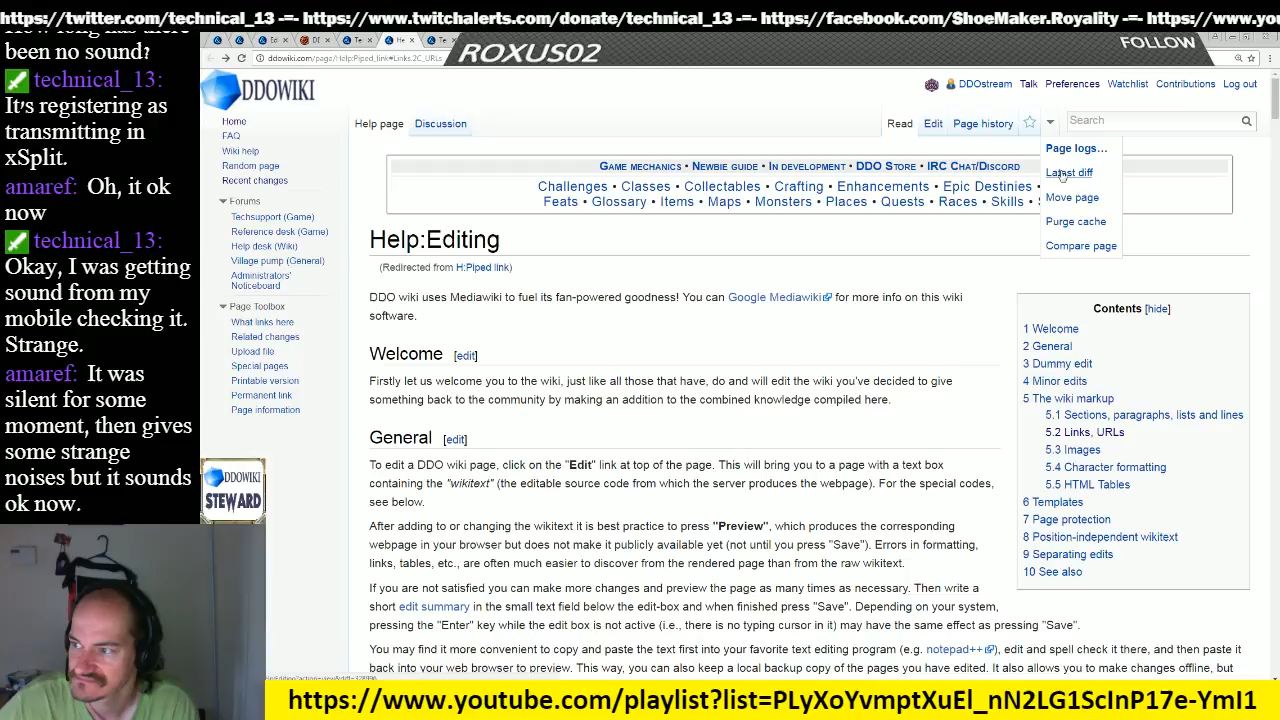 https://twitter.com/technical_13 -=- https://www.twitchalerts.com/donate/technical_13 -=- https://facebook.com/ShoeMaker.Royality -=- https://www.yo
been no sound?
technical_13:
It's registering as
transmitting in
xSplit.
amaref: Oh, it ok
now
technical_13:
Okay, I was getting
sound from my
mobile checking it.
Strange.
amaref: It was
silent for some
moment, then gives
some strange
noises but it sounds
ok now.
ROXUS02
FOLLOW
ddowiki.com/page/Help:Piped_link#Links.2C_URLs
DDOWIKI
DDOstream Talk Preferences Watchlist Contributions Log out
Home
FAQ
Wiki help
Random page
Recent changes
Forums
Techsupport (Game)
Reference desk (Game)
Help desk (Wiki)
Village pump (General)
Administrators'
Noticeboard
Page Toolbox
What links here
Related changes
Upload file
Special pages
Printable version
Permanent link
Page information
DDOWIKI
STEWARD
Help page Discussion
Read Edit Page history
Search
Page logs...
Latest diff
Move page
Purge cache
Compare page
Game mechanics • Newbie guide • In development • DDO Store • IRC Chat/Discord
Challenges • Classes • Collectables • Crafting • Enhancements • Epic Destinies •
Feats • Glossary • Items • Maps • Monsters • Places • Quests • Races • Skills •
Help:Editing
(Redirected from H:Piped link)
DDO wiki uses Mediawiki to fuel its fan-powered goodness! You can Google Mediawiki for more info on this wiki
software.
Welcome [edit]
Firstly let us welcome you to the wiki, just like all those that have, do and will edit the wiki you've decided to give
something back to the community by making an addition to the combined knowledge compiled here.
General [edit]
To edit a DDO wiki page, click on the "Edit" link at top of the page. This will bring you to a page with a text box
containing the "wikitext" (the editable source code from which the server produces the webpage). For the special codes,
see below.
After adding to or changing the wikitext it is best practice to press "Preview", which produces the corresponding
webpage in your browser but does not make it publicly available yet (not until you press "Save"). Errors in formatting,
links, tables, etc., are often much easier to discover from the rendered page than from the raw wikitext.
If you are not satisfied you can make more changes and preview the page as many times as necessary. Then write a
short edit summary in the small text field below the edit-box and when finished press "Save". Depending on your system,
pressing the "Enter" key while the edit box is not active (i.e., there is no typing cursor in it) may have the same effect as pressing "Save".
You may find it more convenient to copy and paste the text first into your favorite text editing program (e.g. notepad++), edit and spell check it there, and then paste it
back into your web browser to preview. This way, you can also keep a local backup copy of the pages you have edited. It also allows you to make changes offline, but
Contents [hide]
1 Welcome
2 General
3 Dummy edit
4 Minor edits
5 The wiki markup
5.1 Sections, paragraphs, lists and lines
5.2 Links, URLs
5.3 Images
5.4 Character formatting
5.5 HTML Tables
6 Templates
7 Page protection
8 Position-independent wikitext
9 Separating edits
10 See also
https://www.youtube.com/playlist?list=PLyXoYvmptXuEl_nN2LG1ScInP17e-YmI1